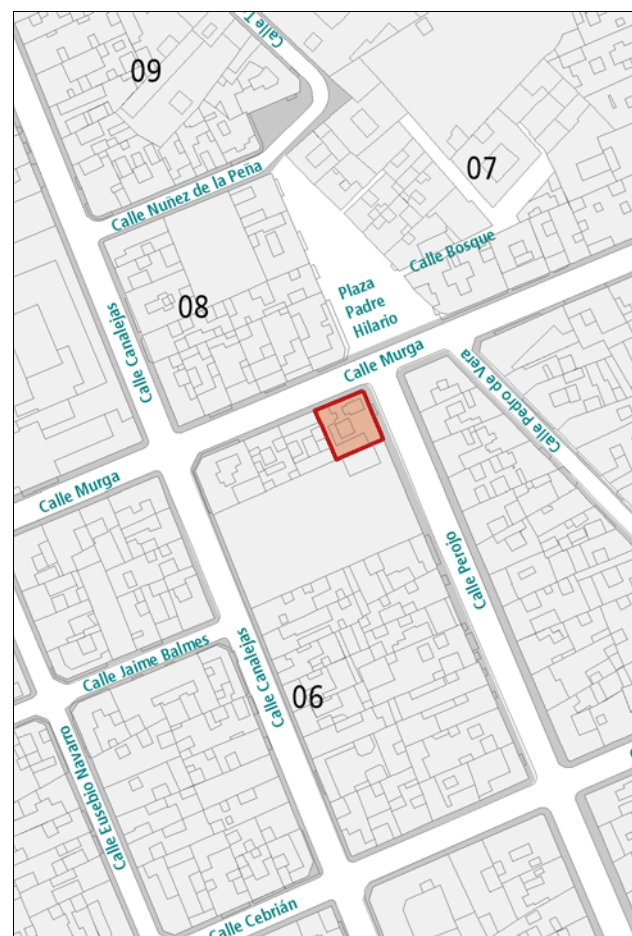 Calle T
09
07
Calle Nuñez de la Peña
Calle Bosque
Plaza
Padre
Hilario
08
Calle Canalejas
Calle Murga
Calle Pedro de Vera
Calle Murga
Calle Perojo
Calle Jaime Balmes
Calle Canalejas
06
Calle Eusebio Navarro
Calle Cebrián